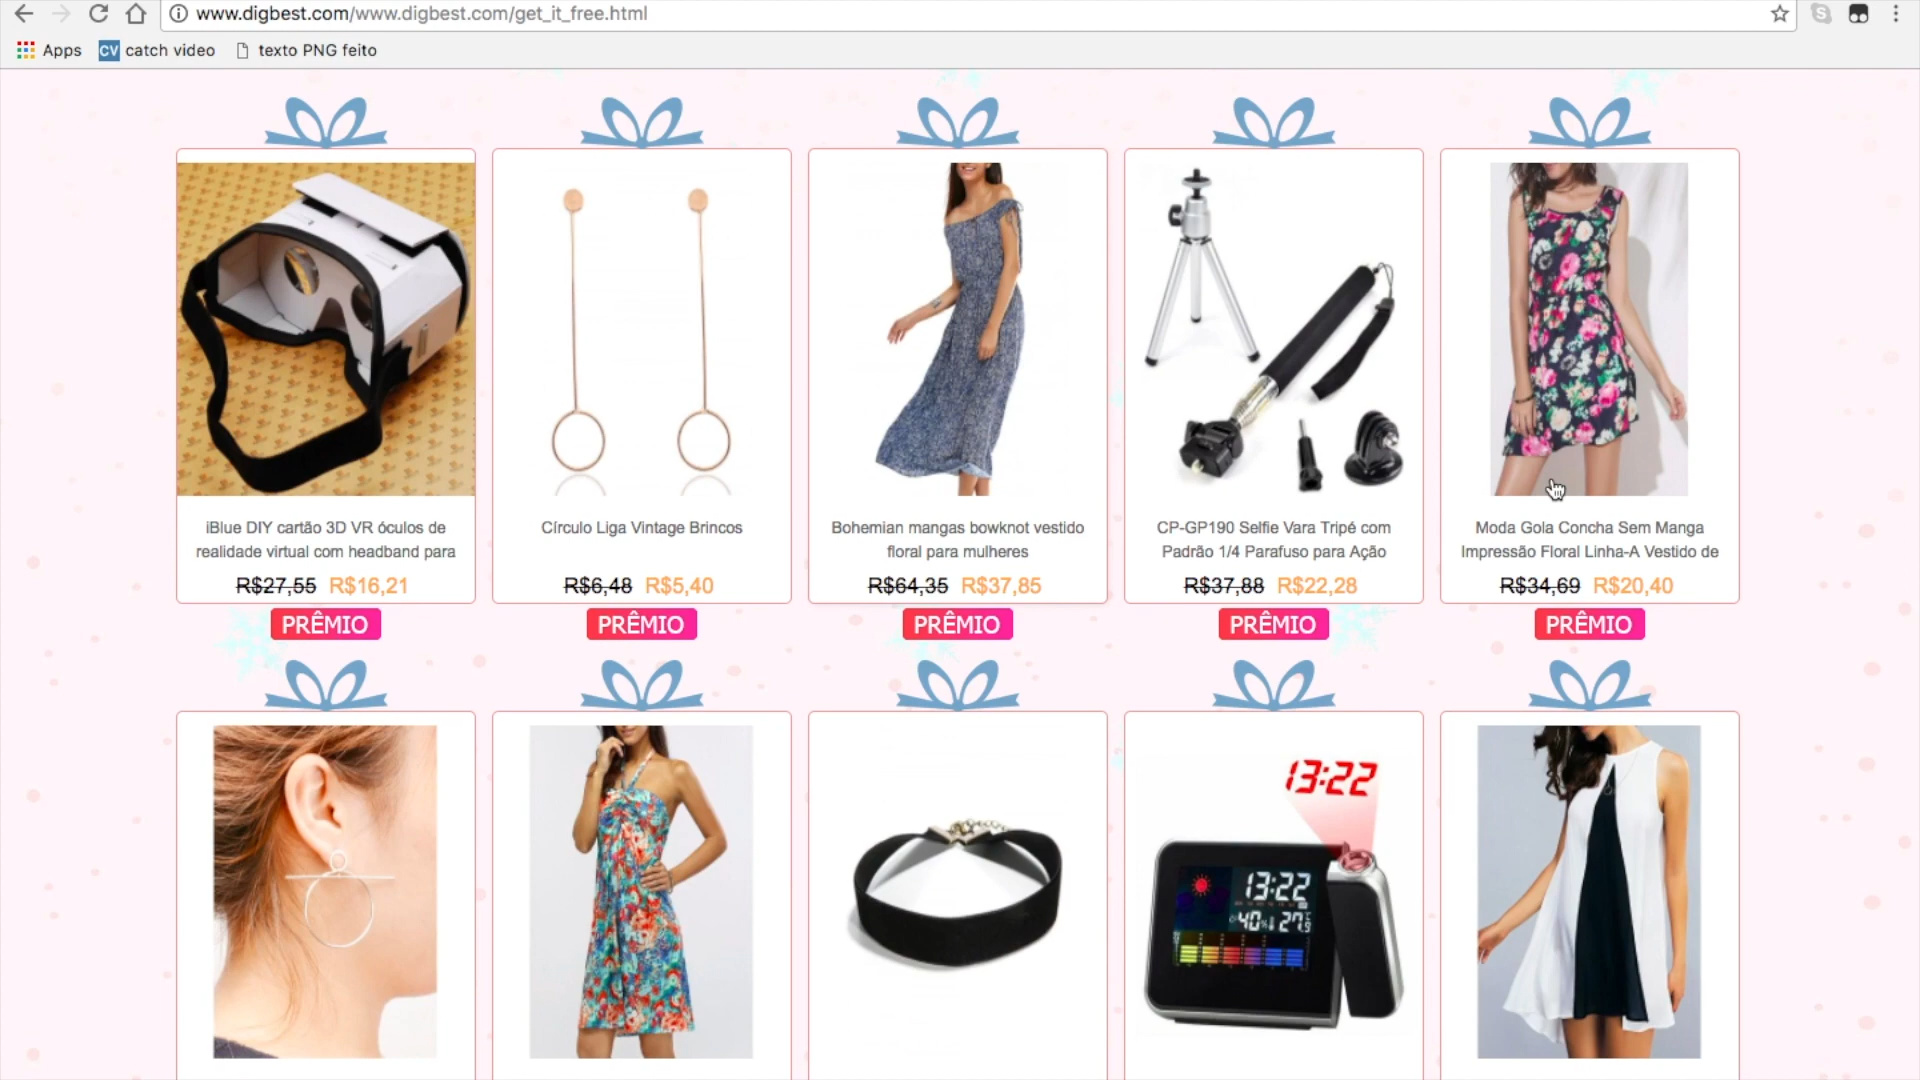 www.digbest.com/www.digbest.com/get_it_free.html
Apps
CV catch video
texto PNG feito
iBlue DIY cartão 3D VR óculos de
realidade virtual com headband para
R$27,55 R$16,21
PRÊMIO
Círculo Liga Vintage Brincos
R$6,48 R$5,40
PRÊMIO
Bohemian mangas bowknot vestido
floral para mulheres
R$64,35 R$37,85
PRÊMIO
CP-GP190 Selfie Vara Tripé com
Padrão 1/4 Parafuso para Ação
R$37,88 R$22,28
PRÊMIO
Moda Gola Concha Sem Manga
Impressão Floral Linha-A Vestido de
R$34,69 R$20,40
PRÊMIO
13:22
13:22
40% 27